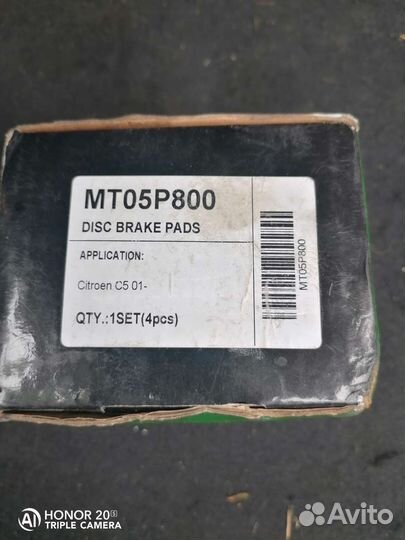 MT05P800
DISC BRAKE PADS
APPLICATION:
Citroen C5 01-
QTY.:1SET(4pcs)
MT05P800
HONOR 20S
TRIPLE CAMERA
Avito